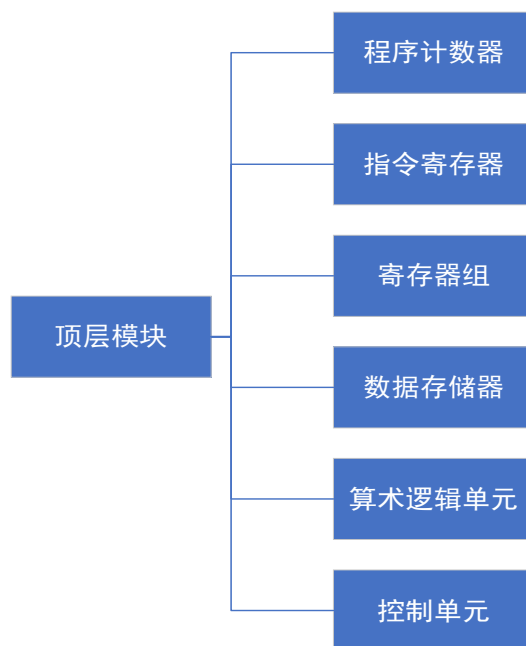 程序计数器
指令寄存器
寄存器组
顶层模块
数据存储器
算术逻辑单元
控制单元